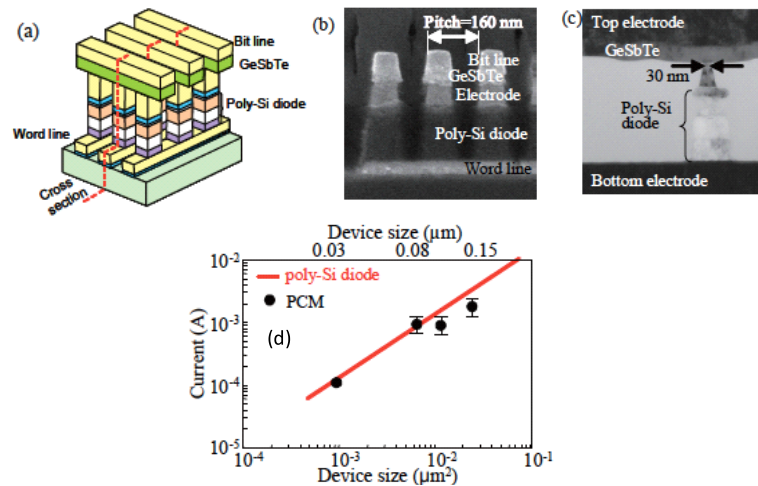 (a)
Bit line
GeSbTe
Poly-Si diode
Word line
Cross
section
(b)
Pitch=160 nm
Bit line
GeSbTe
Electrode
Poly-Si diode
Word line
(c)
Top electrode
GeSbTe
30 nm
Poly-Si
diode
Bottom electrode
Device size (µm)
0.03 0.08 0.15
10-2
10-3
10-4
10-5
Current (A)
poly-Si diode
PCM
(d)
10-4 10-3 10-2 10-1
Device size (µm2)